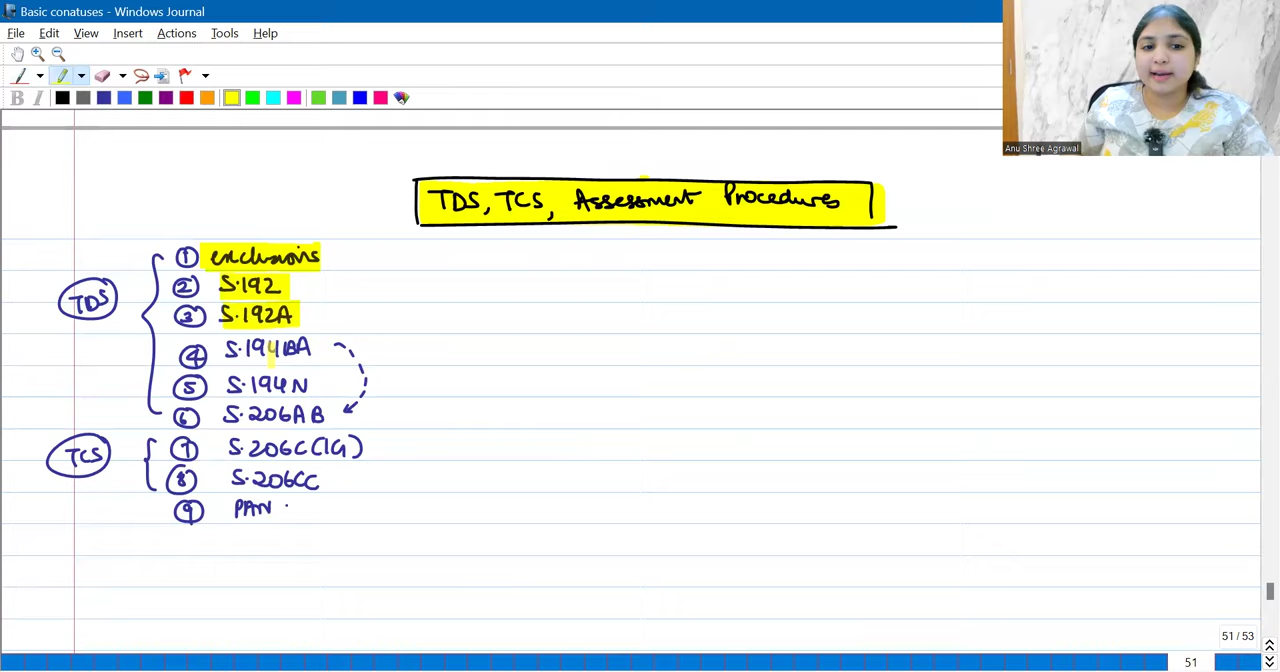 Basic conatuses - Windows Journal
File Edit View Insert Actions Tools Help
B I
Anu Shree Agrawal
TDS, TCS, Assessment Procedures
① exclusions
② S.192
③ S.192A
④ S.194BA
⑤ S.194N
⑥ S.206AB
TDS
⑦ S.206C(1G)
⑧ S.206CC
TCS
⑨ PAN
51 / 53
51